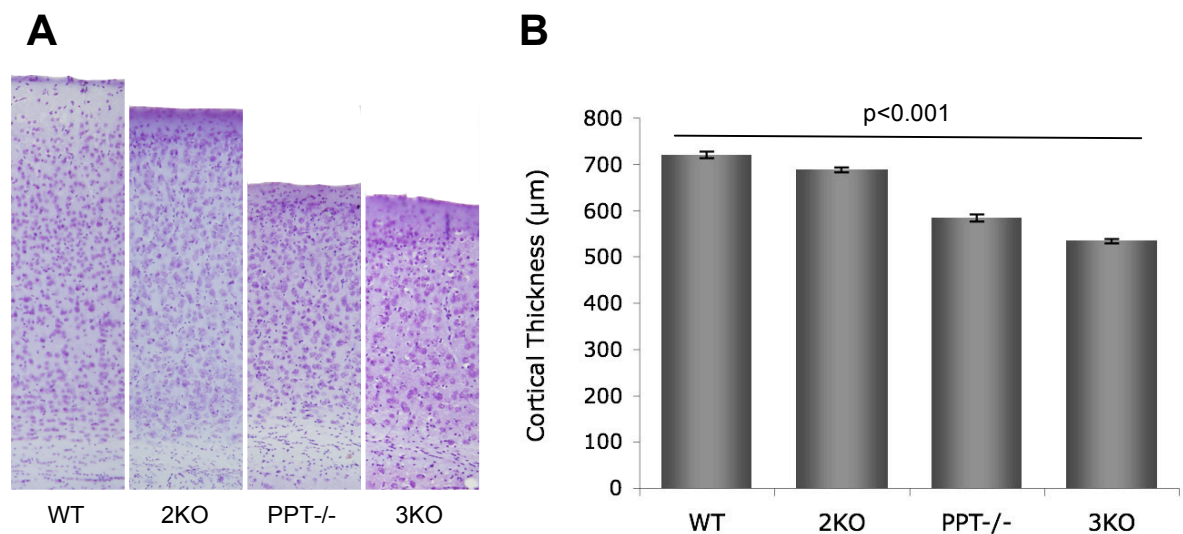 A
B
WT
2KO
PPT-/-
3KO
p<0.001
Cortical Thickness (μm)
800
700
600
500
400
300
200
100
0
WT
2KO
PPT-/-
3KO